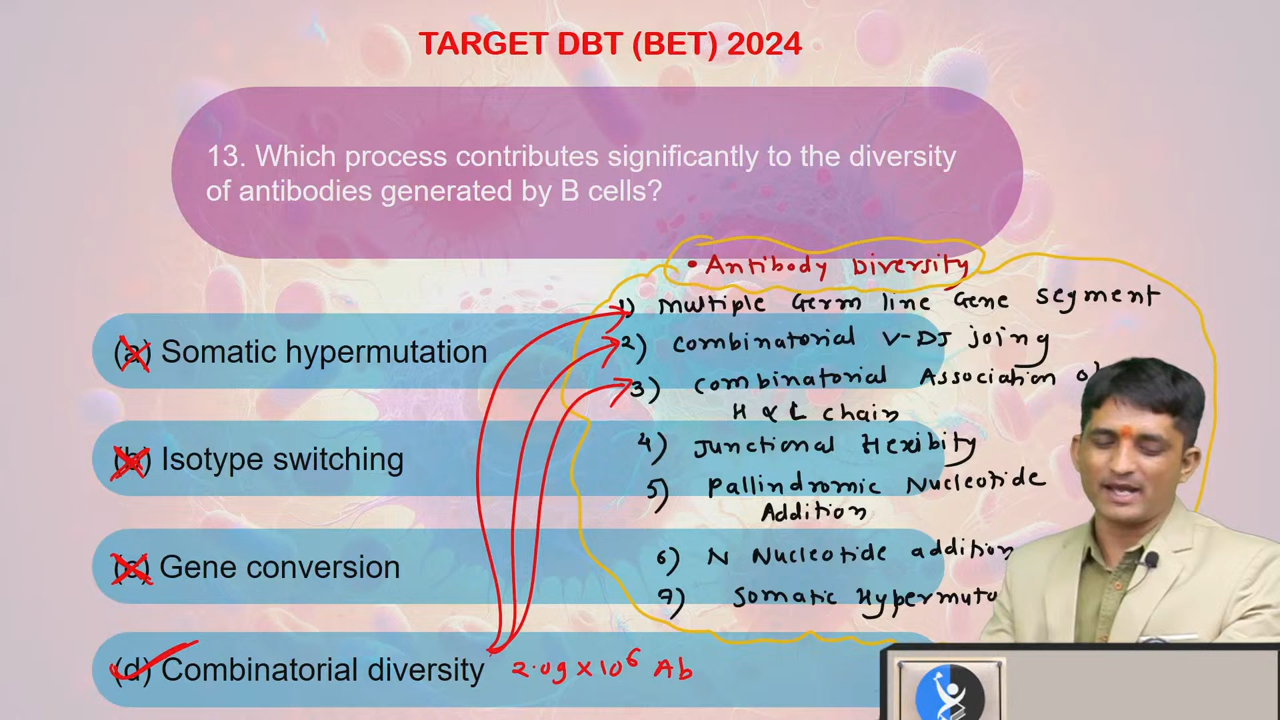 TARGET DBT (BET) 2024
13. Which process contributes significantly to the diversity
of antibodies generated by B cells?
• Antibody Diversity
1) Multiple Germ line Gene segment
2) Combinatorial V-DJ joing
3) Combinatorial Association
H & L chain
4) Junctional
5) Pallindromic Nucleotide
Addition
6) N Nucleotide addition
7) Somatic
(a) Somatic hypermutation
(b) Isotype switching
(c) Gene conversion
(d) Combinatorial diversity 2.09 x 10⁶ Ab